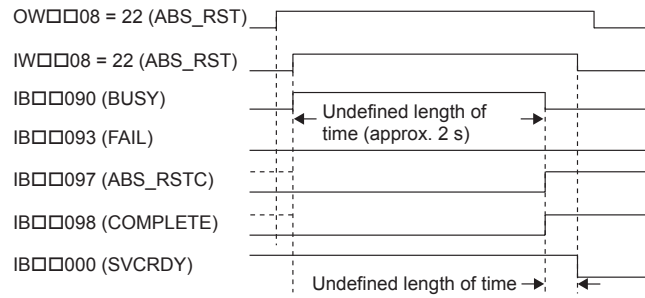 OW□□08 = 22 (ABS_RST)
IW□□08 = 22 (ABS_RST)
IB□□090 (BUSY)
Undefined length of
time (approx. 2 s)
IB□□093 (FAIL)
IB□□097 (ABS_RSTC)
IB□□098 (COMPLETE)
IB□□000 (SVCRDY)
Undefined length of time